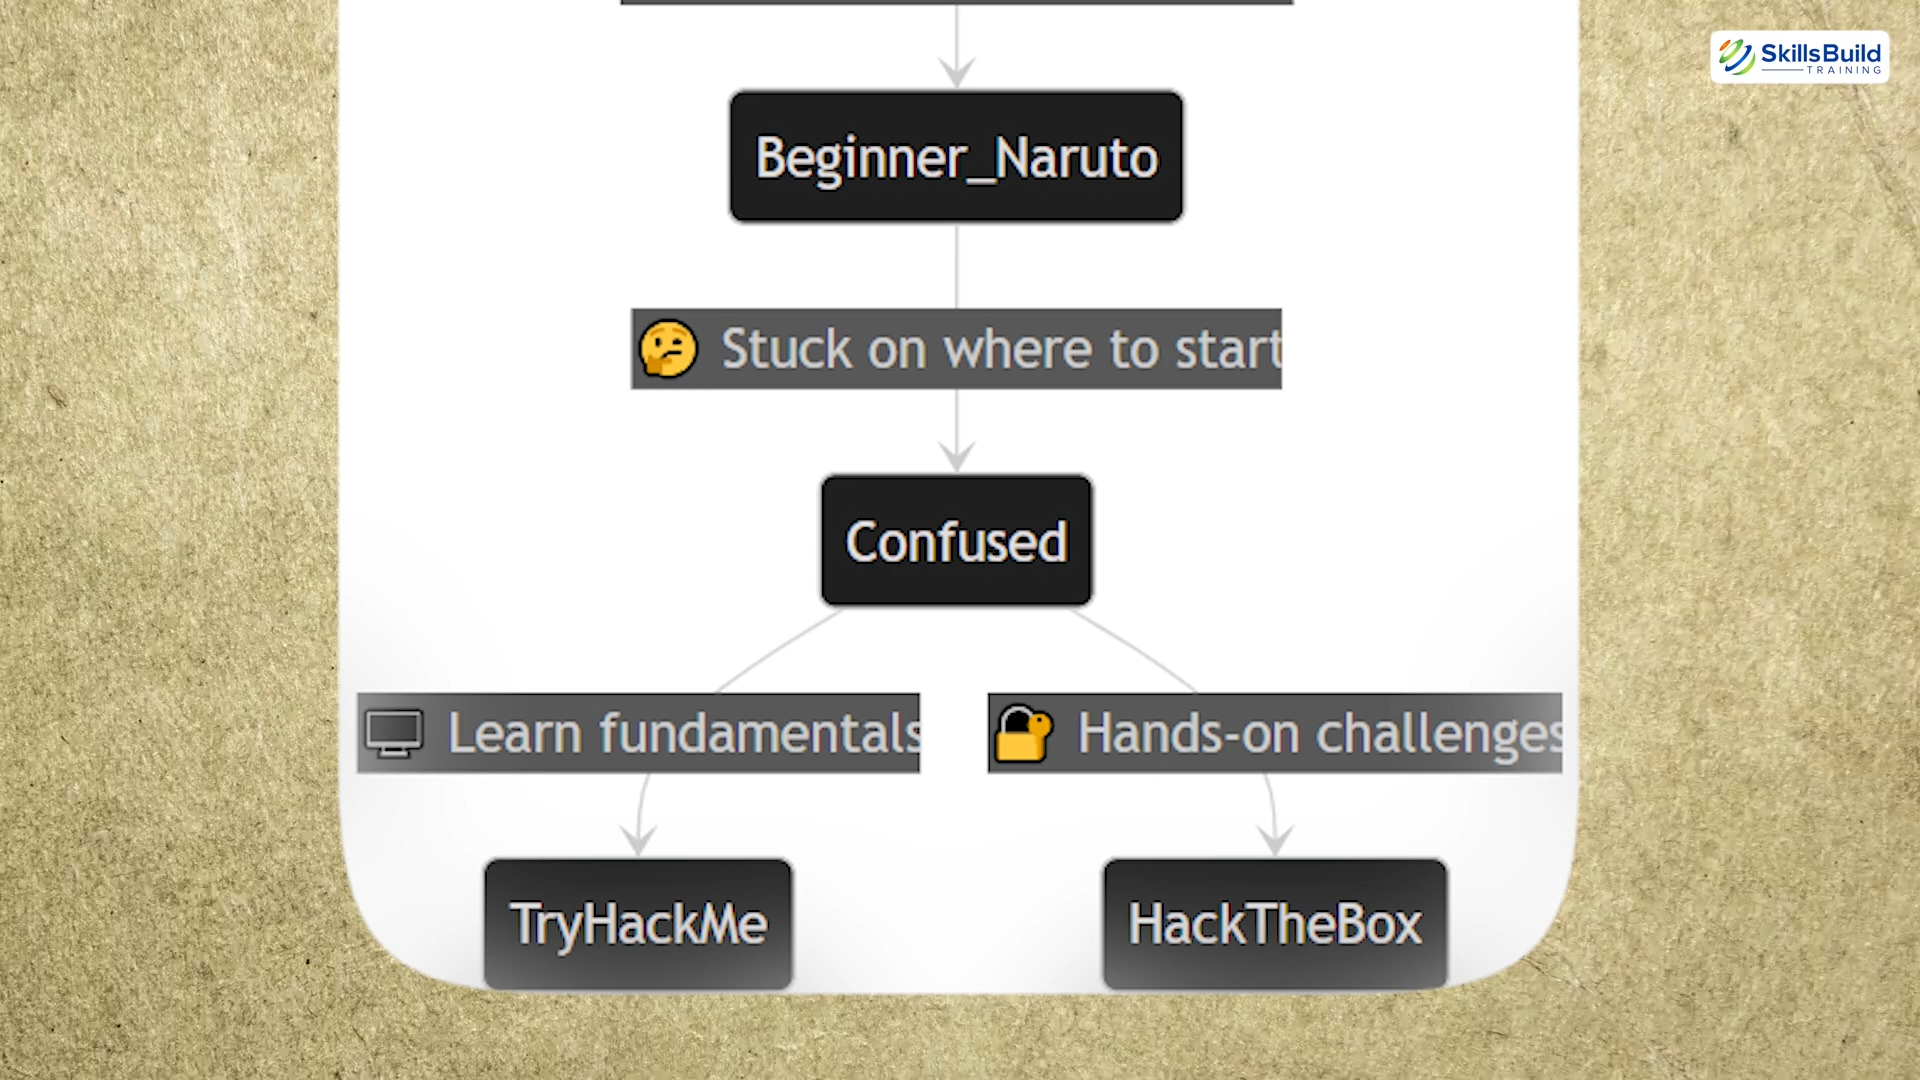 SkillsBuild
TRAINING
Beginner_Naruto
Stuck on where to start
Confused
Learn fundamentals
Hands-on challenges
TryHackMe
HackTheBox